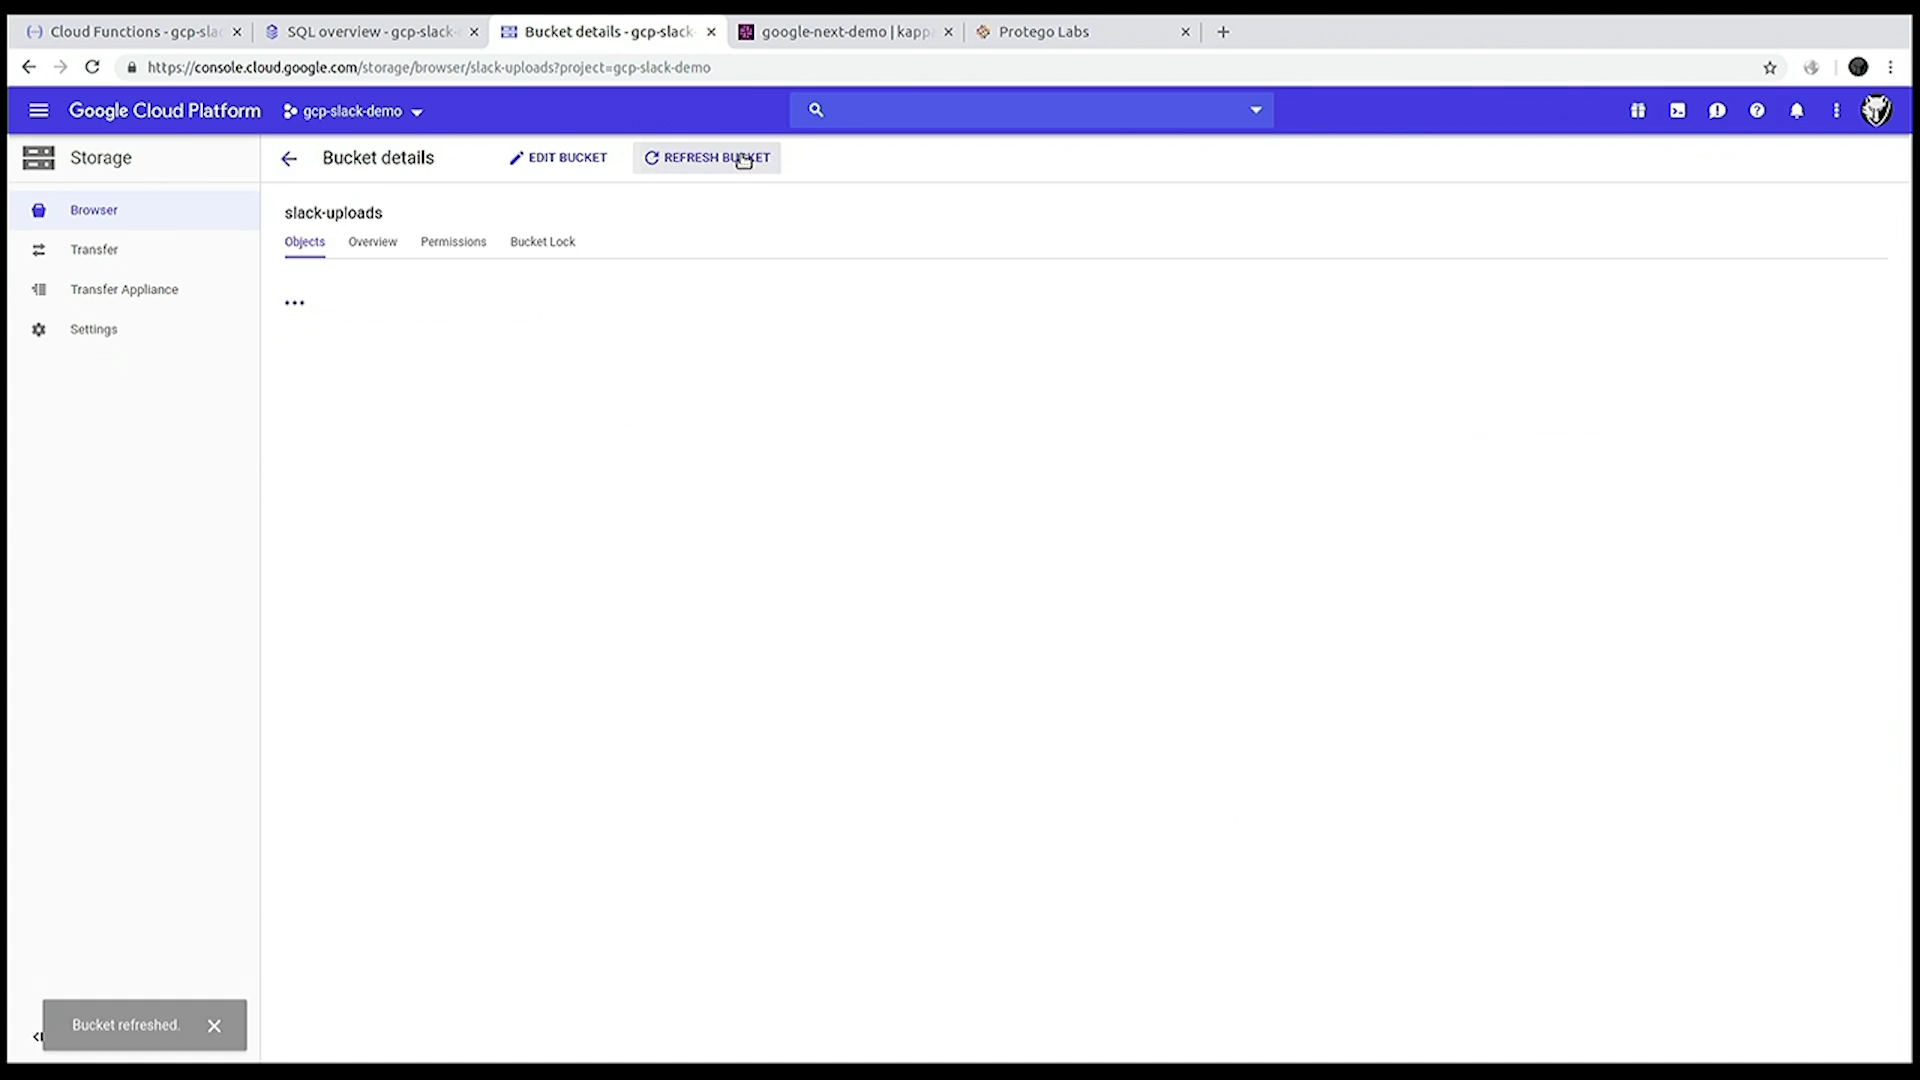 Cloud Functions - gcp-slac
SQL overview - gcp-slack-
Bucket details - gcp-slack-
google-next-demo | kapp
Protego Labs
https://console.cloud.google.com/storage/browser/slack-uploads?project=gcp-slack-demo
Google Cloud Platform
gcp-slack-demo
Storage
Bucket details
EDIT BUCKET
REFRESH BUCKET
Browser
Transfer
Transfer Appliance
Settings
slack-uploads
Objects
Overview
Permissions
Bucket Lock
Bucket refreshed.